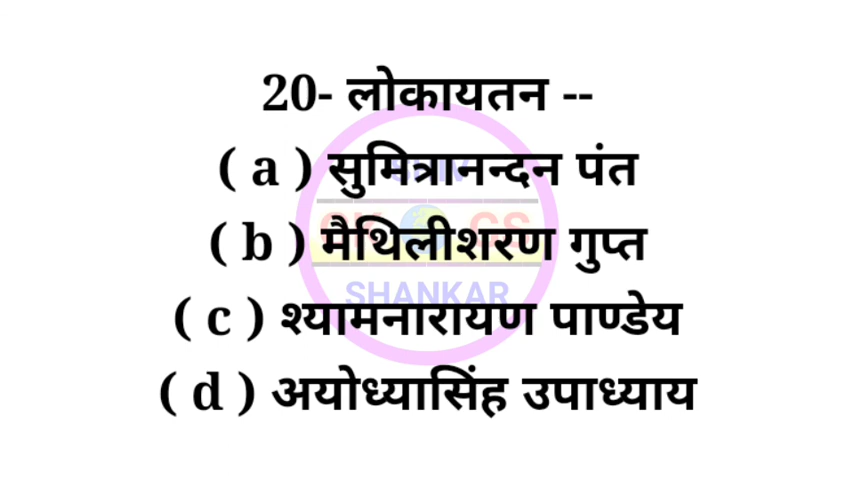 20- लोकायतन --
( a ) सुमित्रानन्दन पंत
( b ) मैथिलीशरण गुप्त
SHANKAR
( c ) श्यामनारायण पाण्डेय
( d ) अयोध्यासिंह उपाध्याय